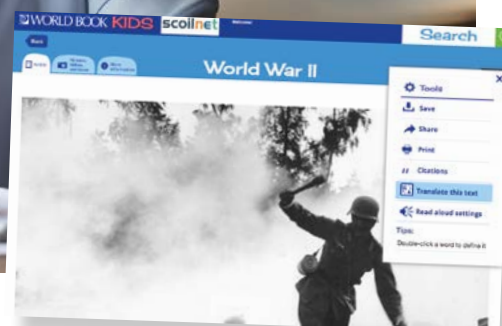 WORLD BOOK KIDS scoilnet Welcome!
Search
Back
World War II
Tools
Save
Share
Print
Citations
Translate this text
Read aloud settings
Tips:
Double-click a word to define it